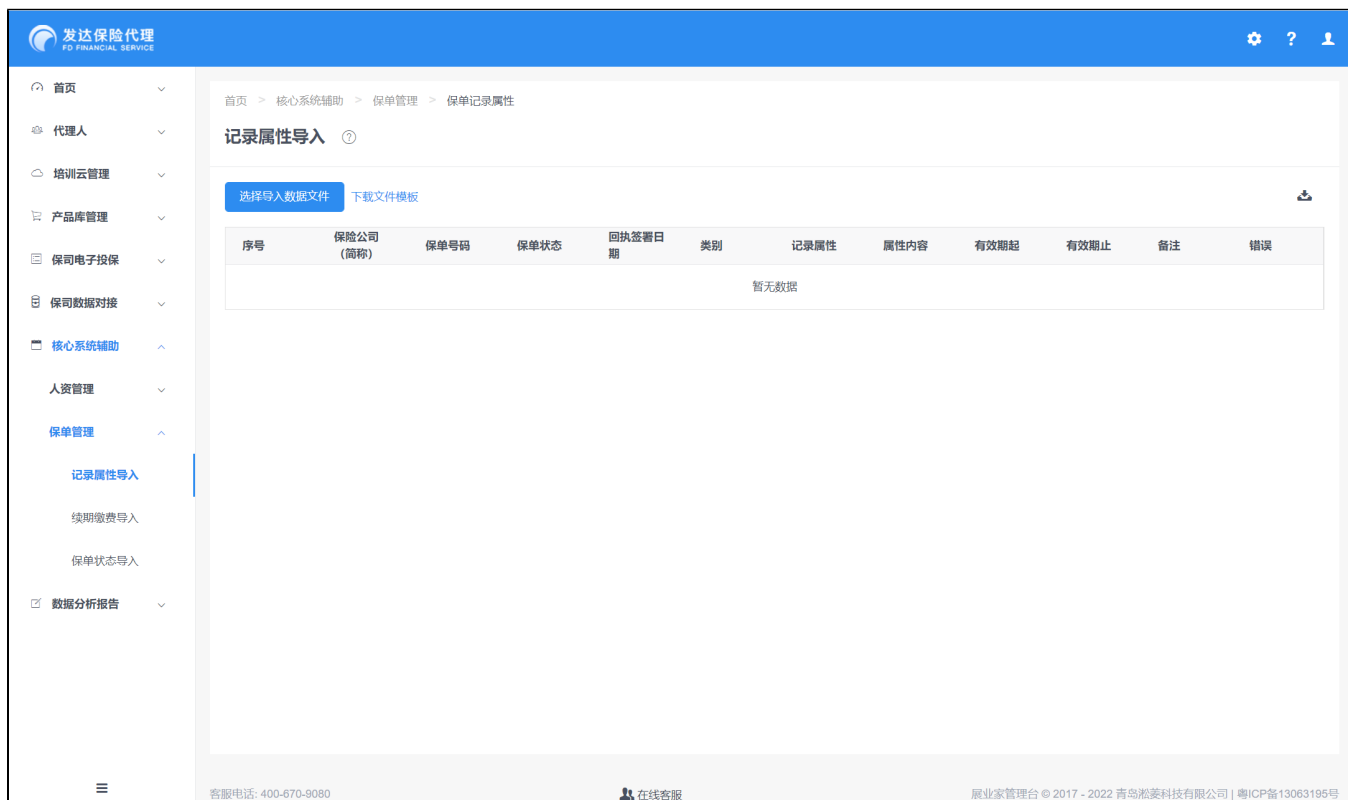 发达保险代理
FD FINANCIAL SERVICE
?
首页
代理人
培训云管理
产品库管理
保司电子投保
保司数据对接
核心系统辅助
人资管理
保单管理
记录属性导入
续期缴费导入
保单状态导入
数据分析报告
首页 > 核心系统辅助 > 保单管理 > 保单记录属性
记录属性导入 ?
选择导入数据文件 下载文件模板
序号 保险公司(简称) 保单号码 保单状态 回执签署日期 类别 记录属性 属性内容 有效期起 有效期止 备注 错误
暂无数据
客服电话: 400-670-9080 在线客服 展业家管理台 © 2017 - 2022 青岛淞菱科技有限公司 | 粤ICP备13063195号